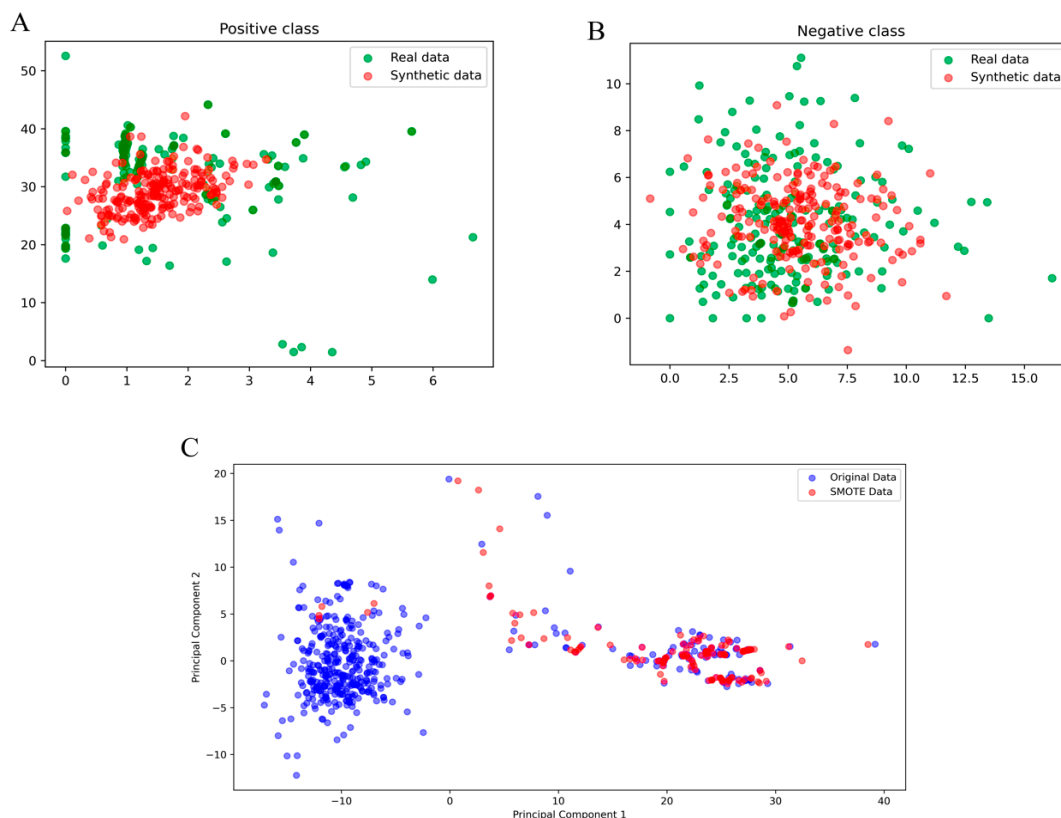 A
Positive class
Real data
Synthetic data
50
40
30
20
10
0
0 1 2 3 4 5 6
B
Negative class
Real data
Synthetic data
10
8
6
4
2
0
0.0 2.5 5.0 7.5 10.0 12.5 15.0
C
Original Data
SMOTE Data
Principal Component 2
20
15
10
5
0
−5
−10
−10 0 10 20 30 40
Principal Component 1